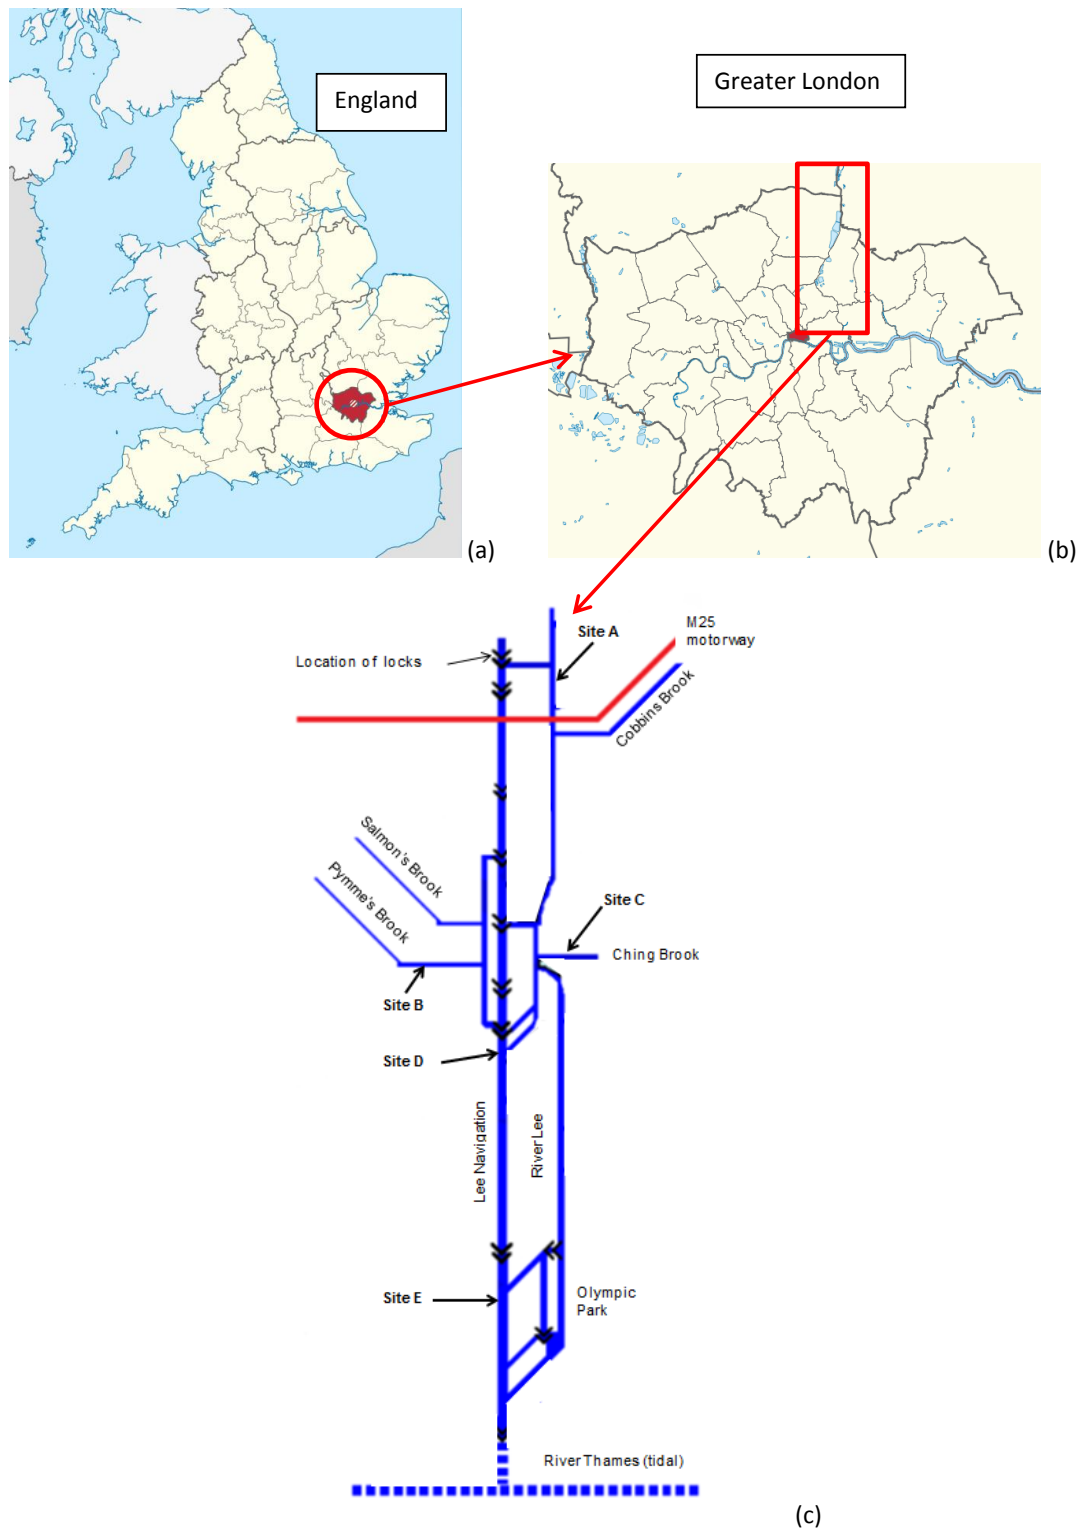 England
Greater London
(a)
(b)
Site A
M25
motorway
Location of locks
Cobbins Brook
Salmon's Brook
Pymme's Brook
Site C
Ching Brook
Site B
Site D
Lee Navigation
River Lee
Site E
Olympic
Park
River Thames (tidal)
(c)